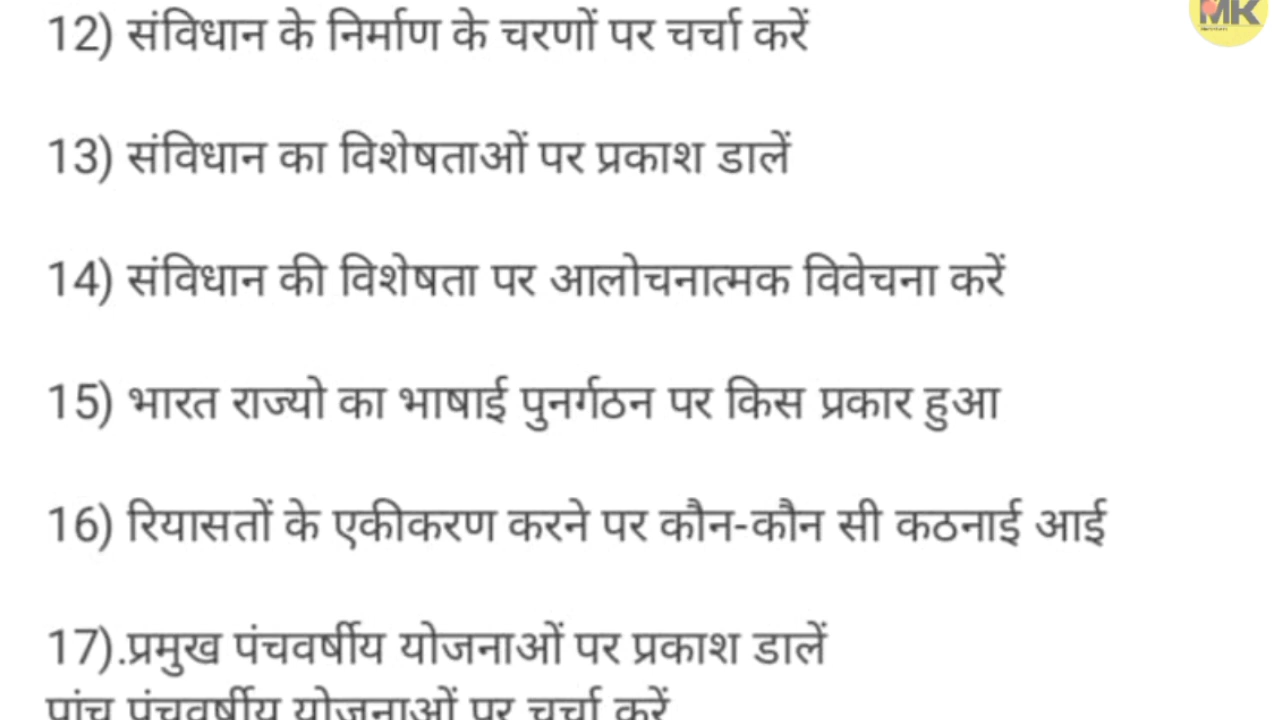 MK
12) संविधान के निर्माण के चरणों पर चर्चा करें
13) संविधान का विशेषताओं पर प्रकाश डालें
14) संविधान की विशेषता पर आलोचनात्मक विवेचना करें
15) भारत राज्यो का भाषाई पुनर्गठन पर किस प्रकार हुआ
16) रियासतों के एकीकरण करने पर कौन-कौन सी कठनाई आई
17).प्रमुख पंचवर्षीय योजनाओं पर प्रकाश डालें
पांच पंचवर्षीय योजनाओं पर चर्चा करें